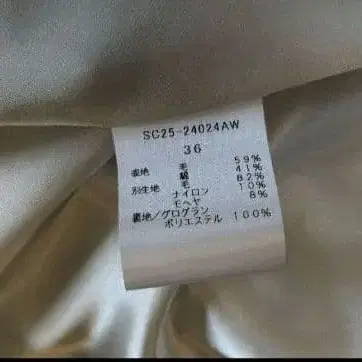 SC25-24024AW
36
表地 毛 59%
41%
別生地 毛 82%
ナイロン 10%
モヘヤ 8%
裏地/グログラン
ポリエステル 100%